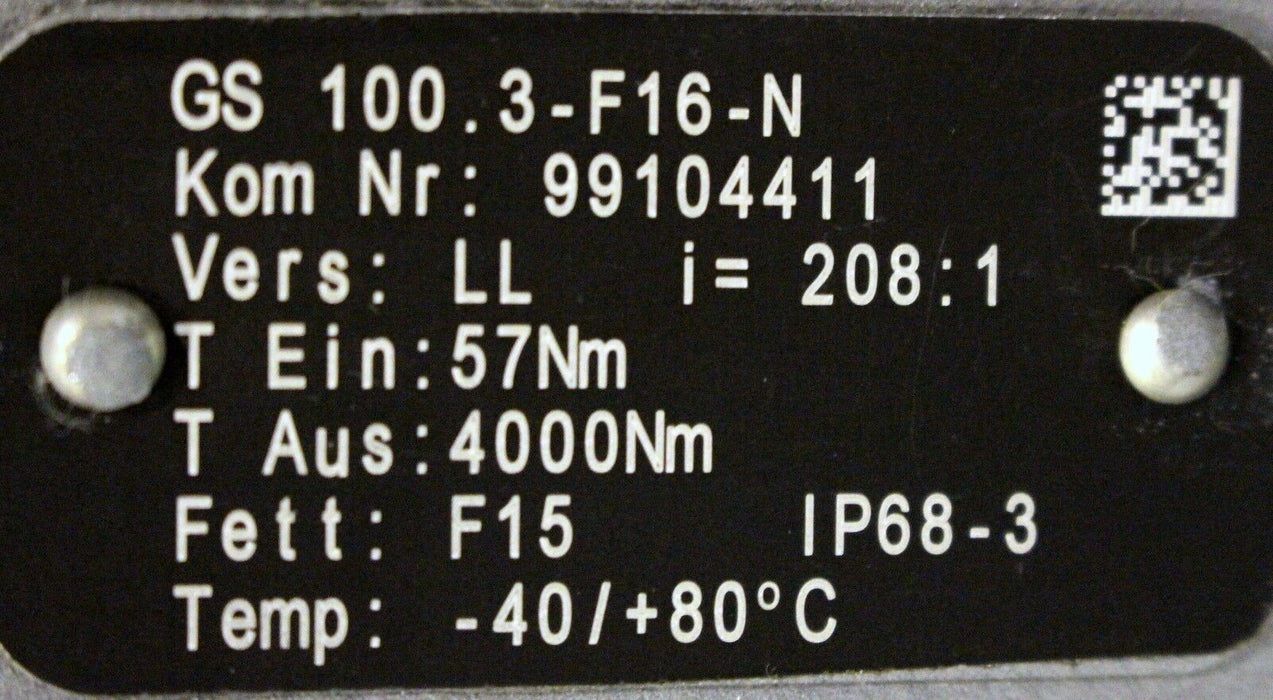 GS 100.3-F16-N
Kom Nr: 99104411
Vers: LL i= 208:1
T Ein:57Nm
T Aus:4000Nm
Fett: F15 IP68-3
Temp: -40/+80°C